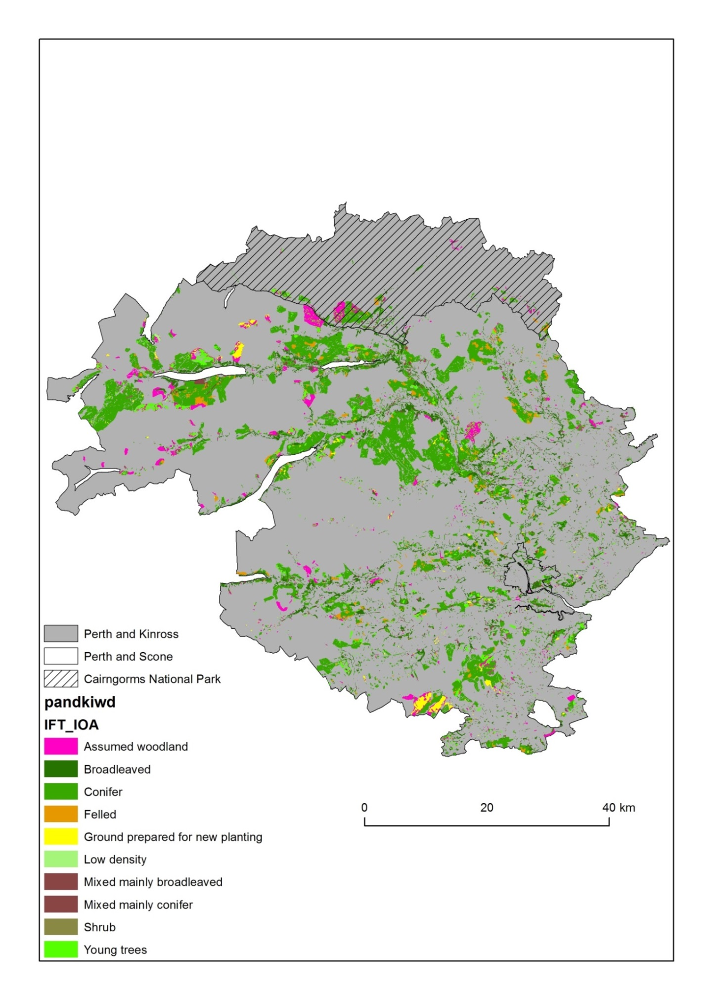 Perth and Kinross
Perth and Scone
Cairngorms National Park
pandkiwd
IFT_IOA
Assumed woodland
Broadleaved
Conifer
Felled
Ground prepared for new planting
Low density
Mixed mainly broadleaved
Mixed mainly conifer
Shrub
Young trees
0 20 40 km